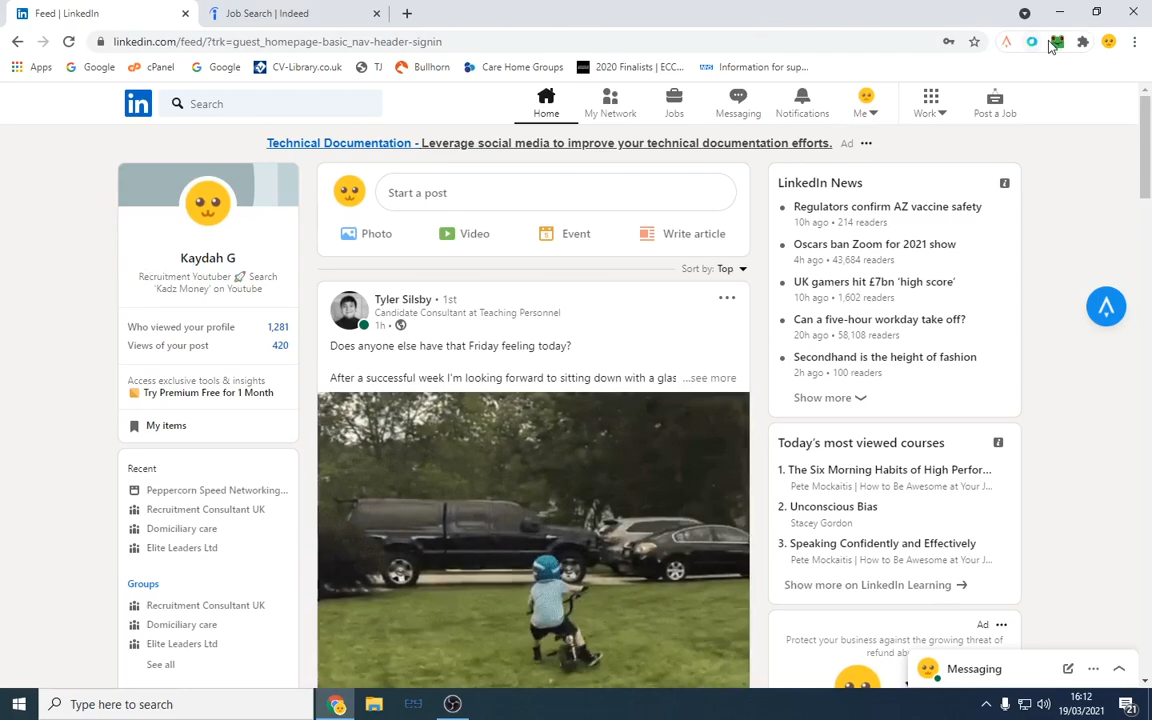 Feed | LinkedIn
Job Search | Indeed
linkedin.com/feed/?trk=guest_homepage-basic_nav-header-signin
Apps
Google
cPanel
Google
CV-Library.co.uk
TJ
Bullhorn
Care Home Groups
2020 Finalists | ECC...
Information for sup...
in
Search
Home
My Network
Jobs
Messaging
Notifications
Me
Work
Post a Job
Technical Documentation - Leverage social media to improve your technical documentation efforts.
Ad
Kaydah G
Recruitment Youtuber 🚀 Search
'Kadz Money' on Youtube
Who viewed your profile 1,281
Views of your post 420
Access exclusive tools & insights
Try Premium Free for 1 Month
My items
Recent
Peppercorn Speed Networking...
Recruitment Consultant UK
Domiciliary care
Elite Leaders Ltd
Groups
Recruitment Consultant UK
Domiciliary care
Elite Leaders Ltd
See all
Start a post
Photo
Video
Event
Write article
Sort by: Top
Tyler Silsby • 1st
Candidate Consultant at Teaching Personnel
1h •
Does anyone else have that Friday feeling today?
After a successful week I'm looking forward to sitting down with a glas ...see more
LinkedIn News
Regulators confirm AZ vaccine safety
10h ago • 214 readers
Oscars ban Zoom for 2021 show
4h ago • 43,684 readers
UK gamers hit £7bn 'high score'
10h ago • 1,602 readers
Can a five-hour workday take off?
20h ago • 58,108 readers
Secondhand is the height of fashion
2h ago • 100 readers
Show more
Today's most viewed courses
1. The Six Morning Habits of High Perfor...
Pete Mockaitis | How to Be Awesome at Your J...
2. Unconscious Bias
Stacey Gordon
3. Speaking Confidently and Effectively
Pete Mockaitis | How to Be Awesome at Your J...
Show more on LinkedIn Learning
Ad
Protect your business against the growing threat of
refund
Messaging
Type here to search
16:12
19/03/2021
21